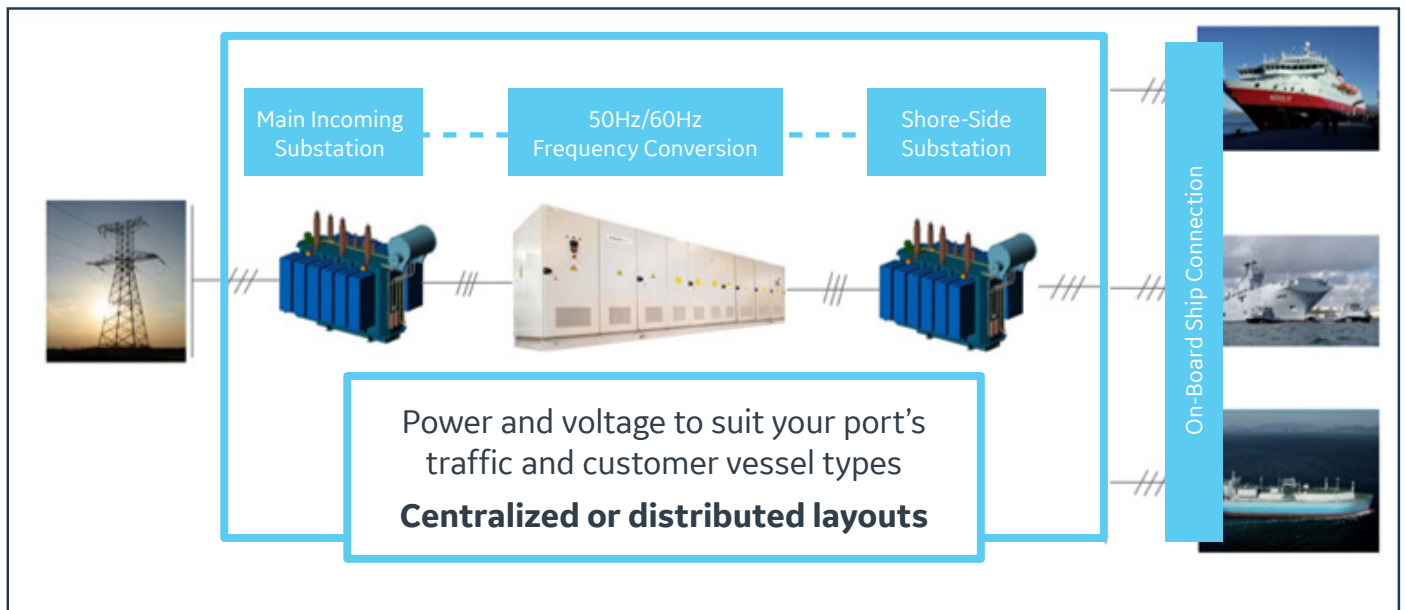 Main Incoming
Substation
50Hz/60Hz
Frequency Conversion
Shore-Side
Substation
On-Board Ship Connection
Power and voltage to suit your port's
traffic and customer vessel types
Centralized or distributed layouts